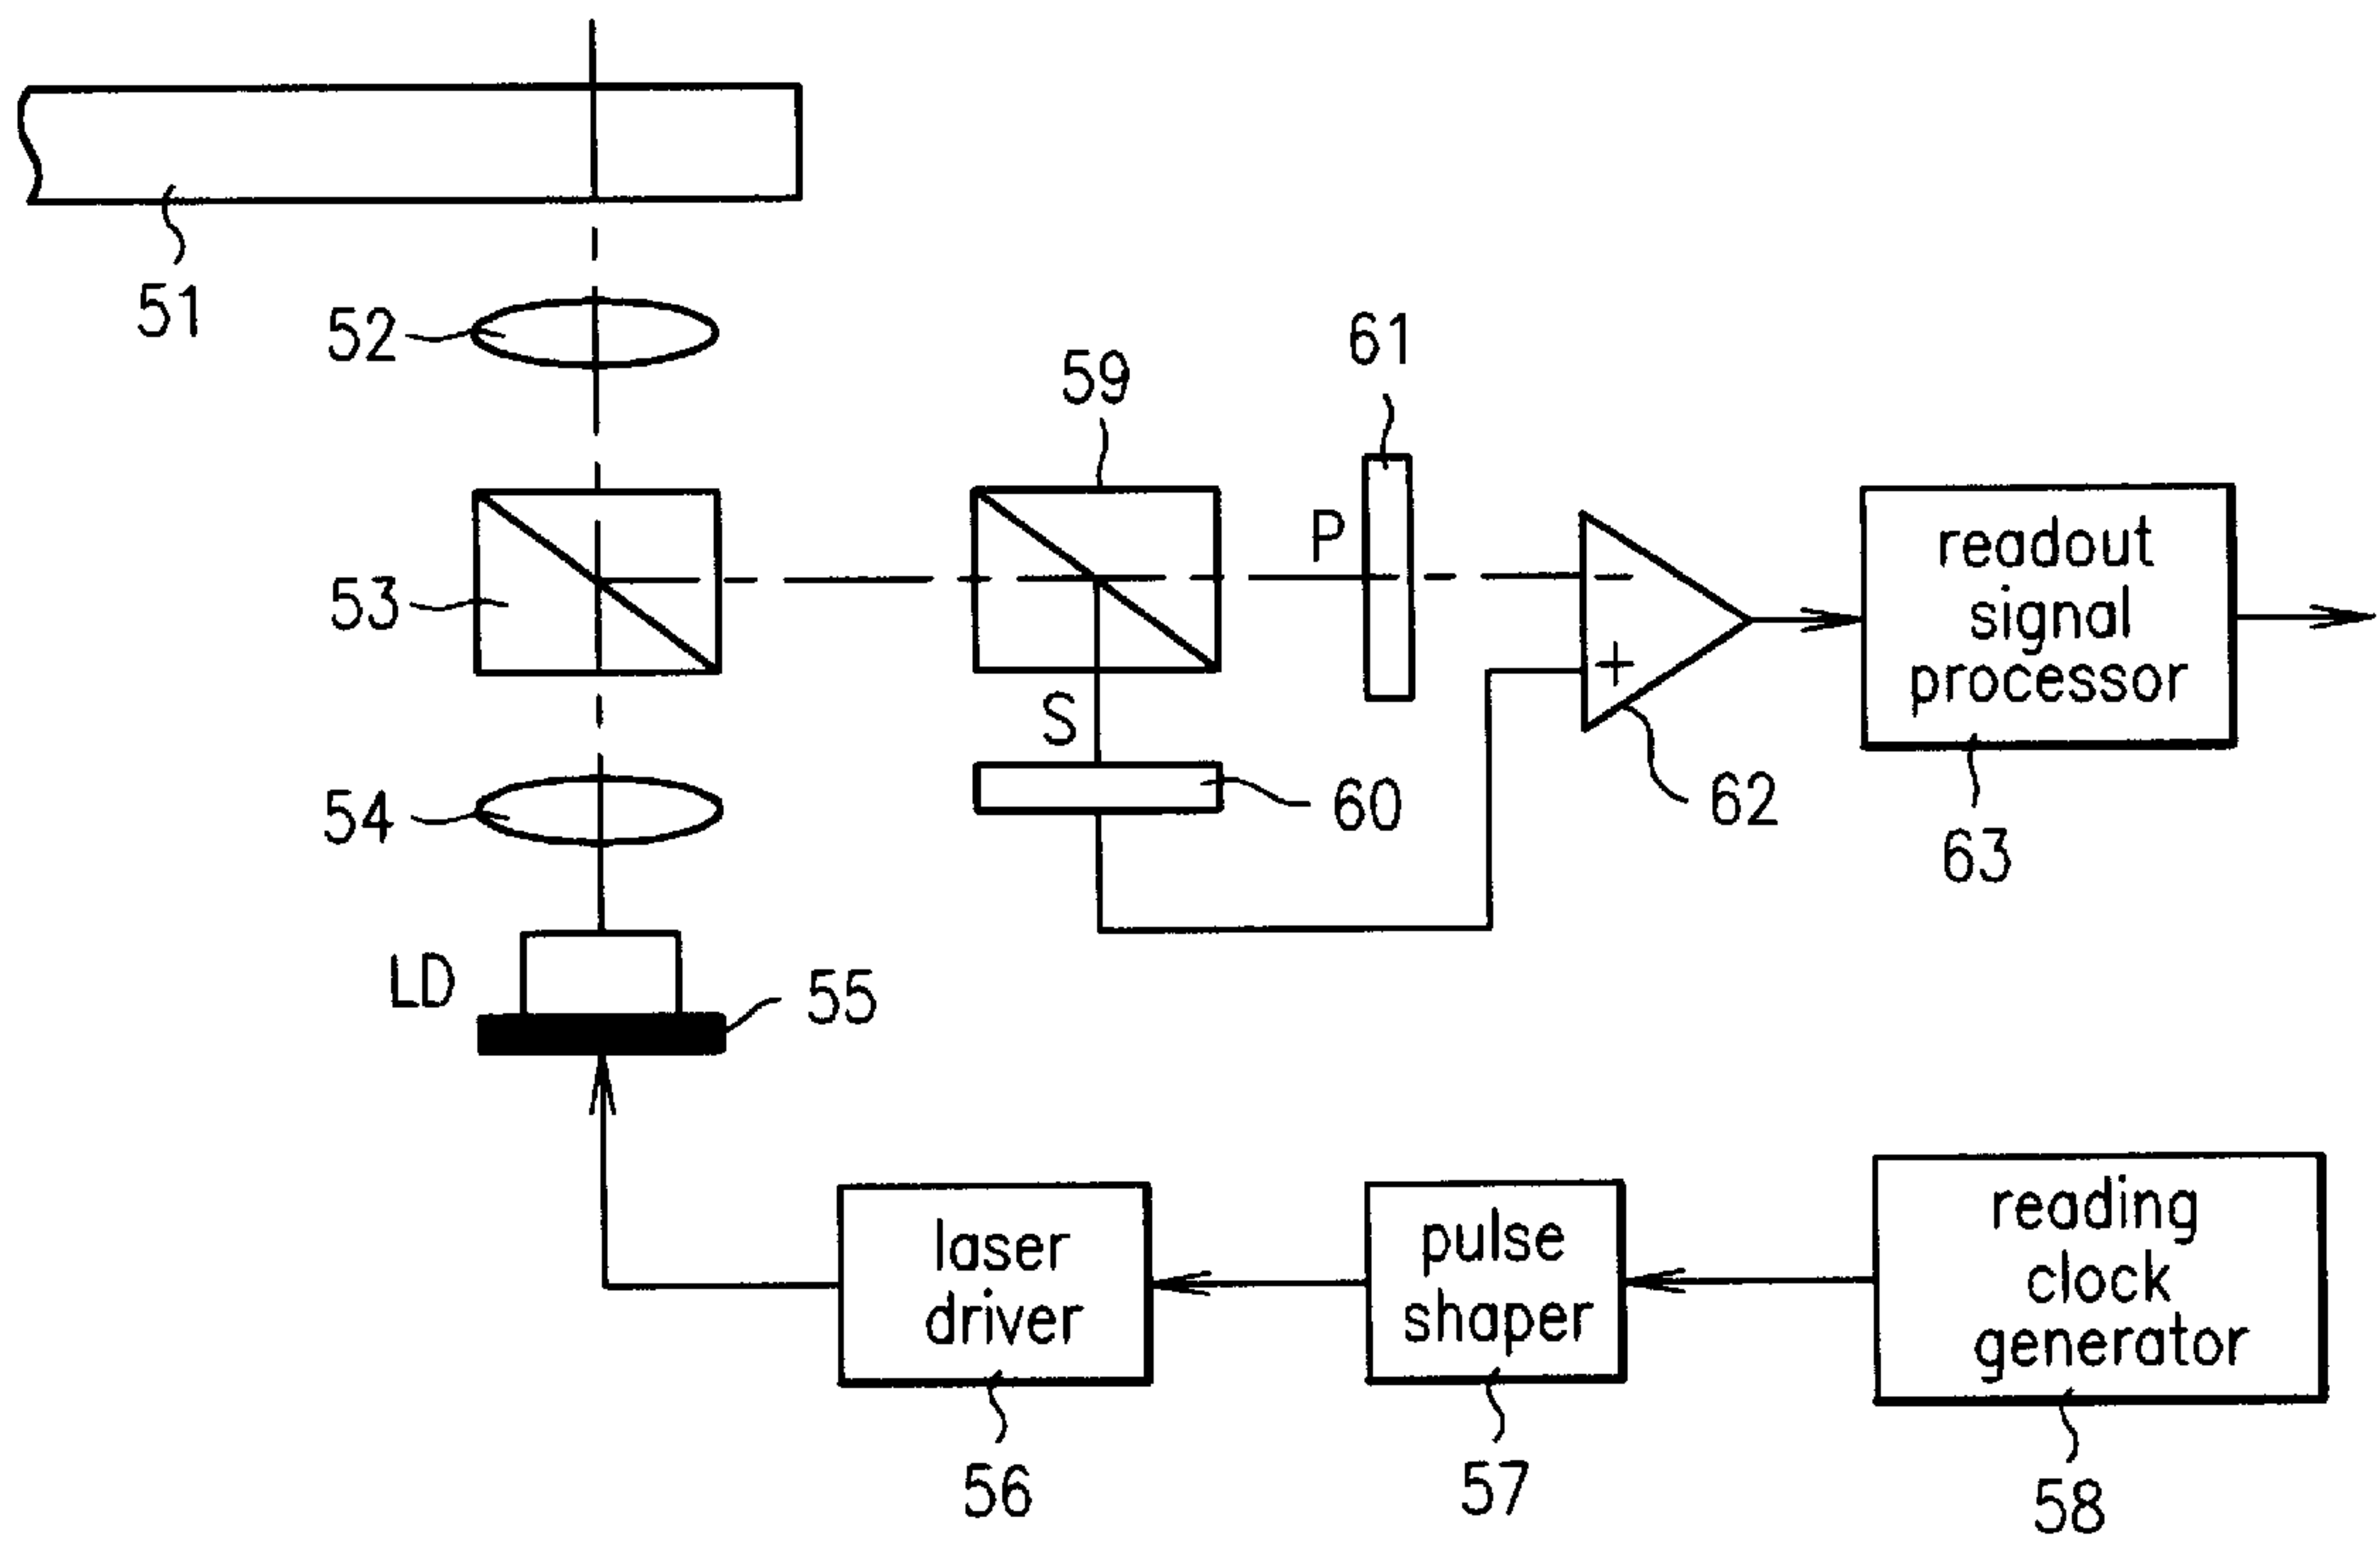 51
52
61
59
P
readout
signal
processor
53
S
54
60
62
63
LD
55
reading
clock
generator
laser
driver
pulse
shaper
56
57
58
−
+